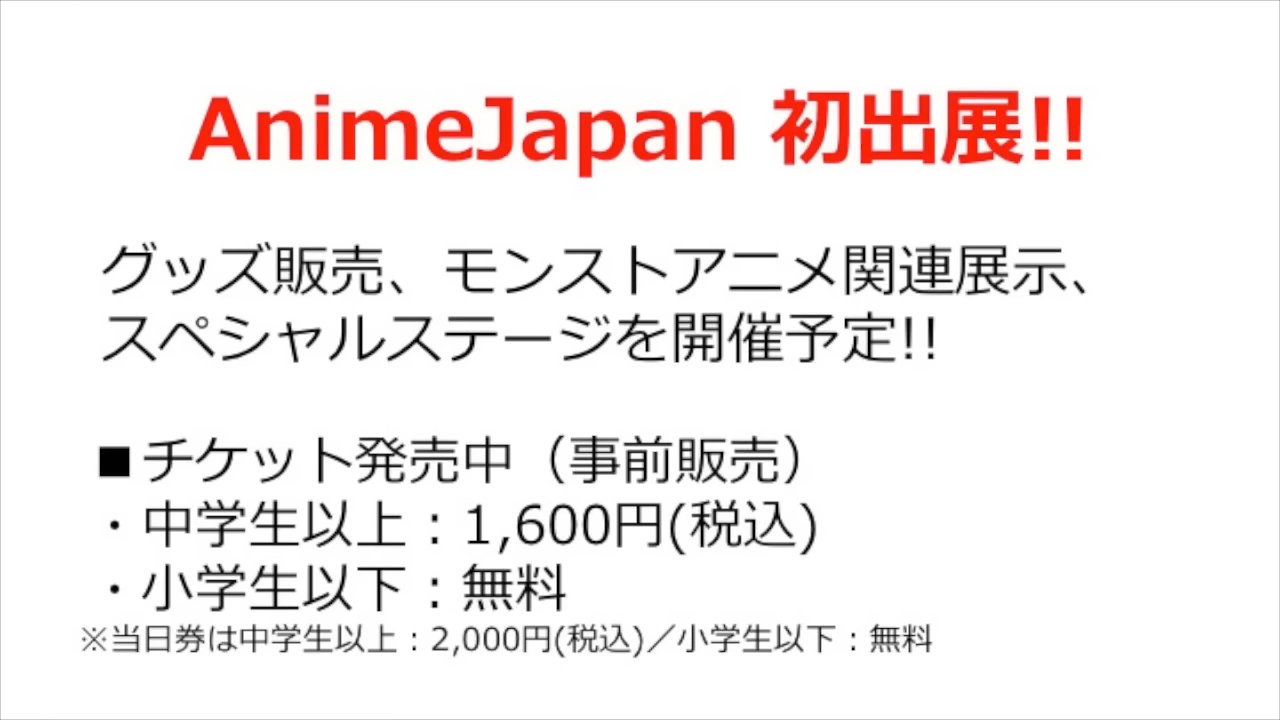 AnimeJapan 初出展!!
グッズ販売、モンストアニメ関連展示、
スペシャルステージを開催予定!!
■チケット発売中（事前販売）
・中学生以上：1,600円(税込)
・小学生以下：無料
※当日券は中学生以上：2,000円(税込)／小学生以下：無料